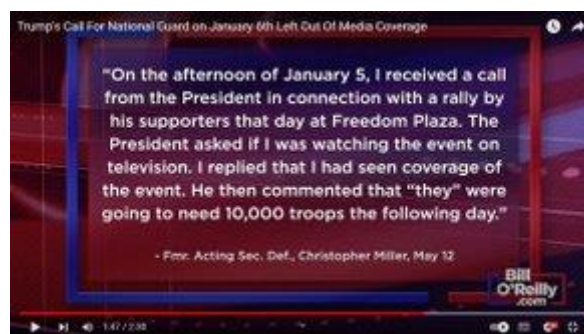 Trump's Call For National Guard on January 6th Left Out Of Media Coverage
"On the afternoon of January 5, I received a call
from the President in connection with a rally by
his supporters that day at Freedom Plaza. The
President asked if I was watching the event on
television. I replied that I had seen coverage of
the event. He then commented that "they" were
going to need 10,000 troops the following day."
- Fmr. Acting Sec. Def., Christopher Miller, May 12
Bill
O'Reilly
.com